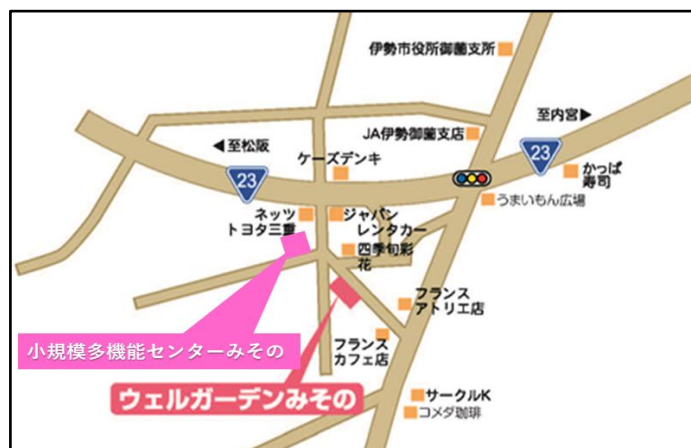 伊勢市役所御薗支所
至内宮▶
JA伊勢御薗支店
◀至松阪
23
ケーズデンキ
23
かっぱ
寿司
うまいもん広場
ネッツ
トヨタ三重
ジャパン
レンタカー
四季旬彩
花
フランス
アトリエ店
小規模多機能センターみその
フランス
カフェ店
ウェルガーデンみその
サークルK
コメダ珈琲